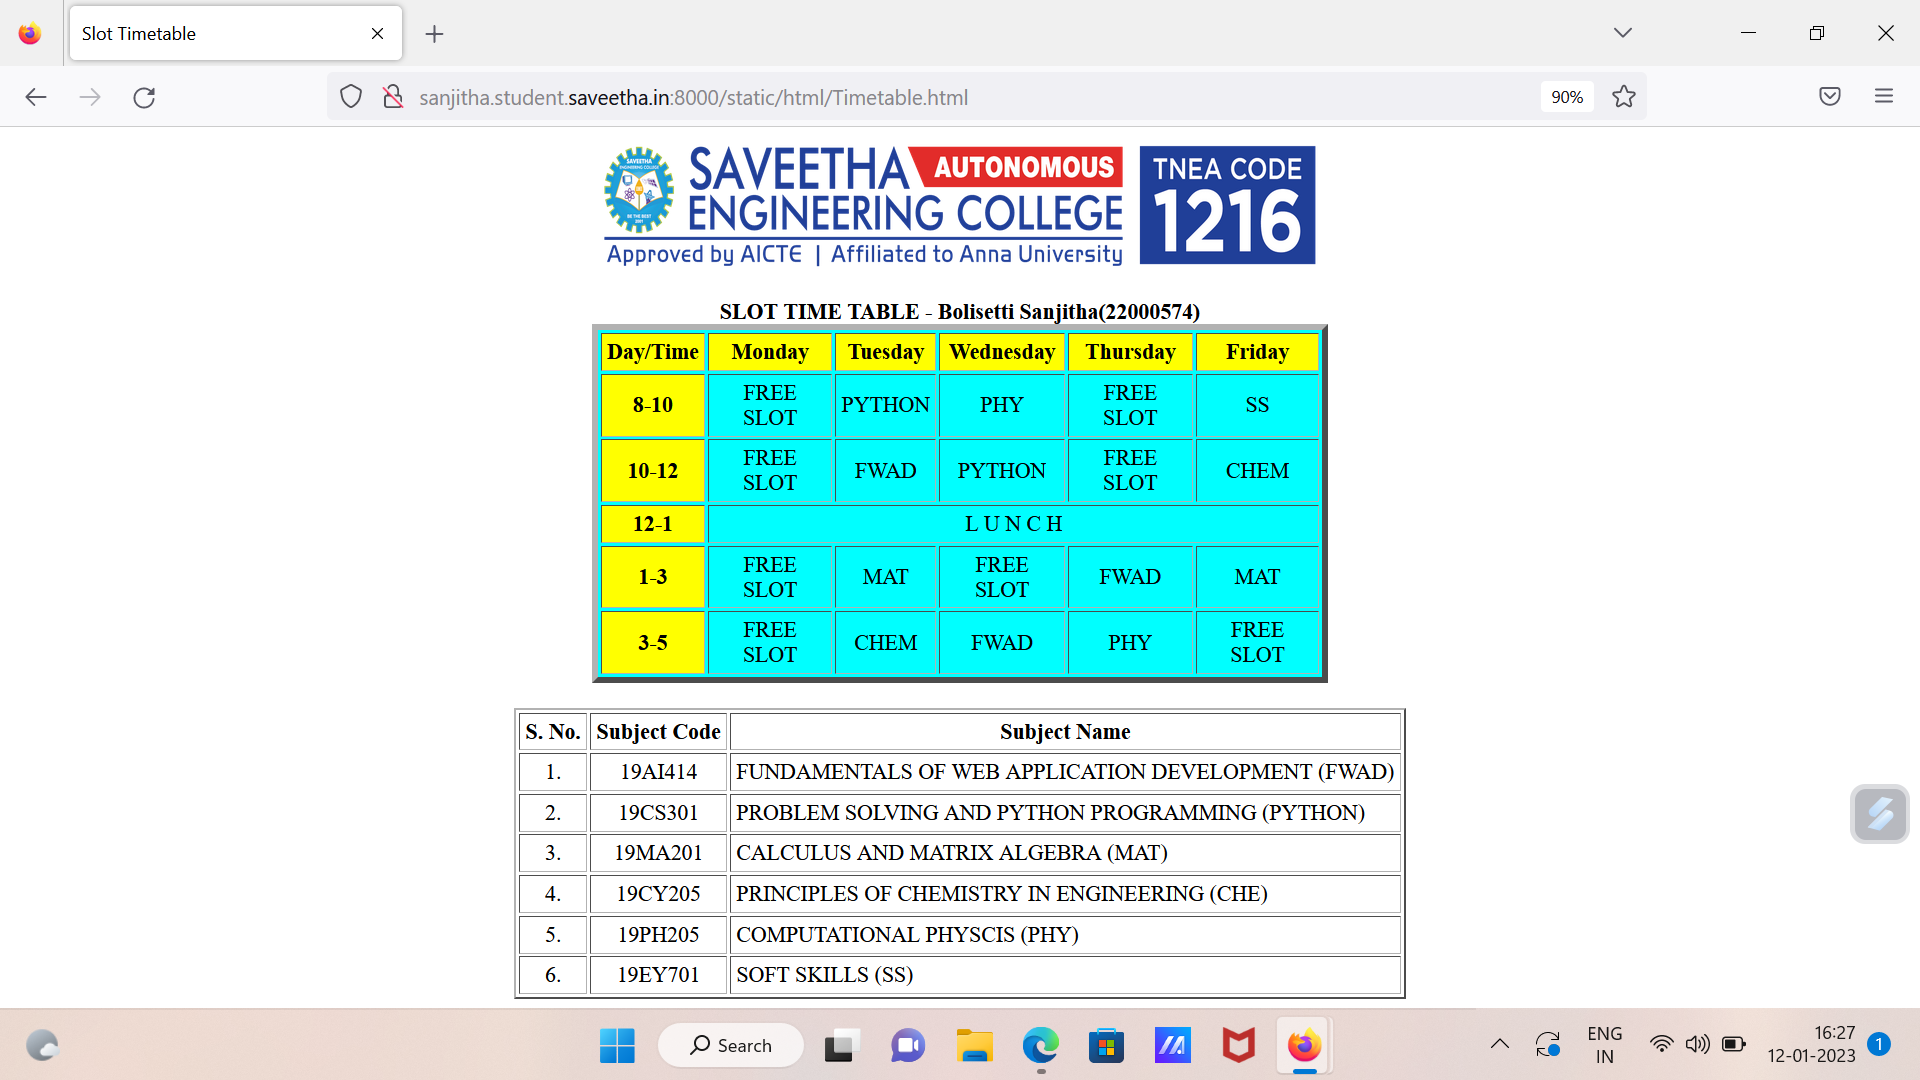 Slot Timetable
sanjitha.student.saveetha.in:8000/static/html/Timetable.html
90%
SAVEETHA AUTONOMOUS
ENGINEERING COLLEGE
Approved by AICTE | Affiliated to Anna University
TNEA CODE
1216
SAVEETHA
ENGINEERING COLLEGE
BE THE BEST
SLOT TIME TABLE - Bolisetti Sanjitha(22000574)
Day/Time Monday Tuesday Wednesday Thursday Friday
8-10 FREE SLOT PYTHON PHY FREE SLOT SS
10-12 FREE SLOT FWAD PYTHON FREE SLOT CHEM
12-1 L U N C H
1-3 FREE SLOT MAT FREE SLOT FWAD MAT
3-5 FREE SLOT CHEM FWAD PHY FREE SLOT
S. No. Subject Code Subject Name
1. 19AI414 FUNDAMENTALS OF WEB APPLICATION DEVELOPMENT (FWAD)
2. 19CS301 PROBLEM SOLVING AND PYTHON PROGRAMMING (PYTHON)
3. 19MA201 CALCULUS AND MATRIX ALGEBRA (MAT)
4. 19CY205 PRINCIPLES OF CHEMISTRY IN ENGINEERING (CHE)
5. 19PH205 COMPUTATIONAL PHYSCIS (PHY)
6. 19EY701 SOFT SKILLS (SS)
Search
ENG
IN
16:27
12-01-2023
1